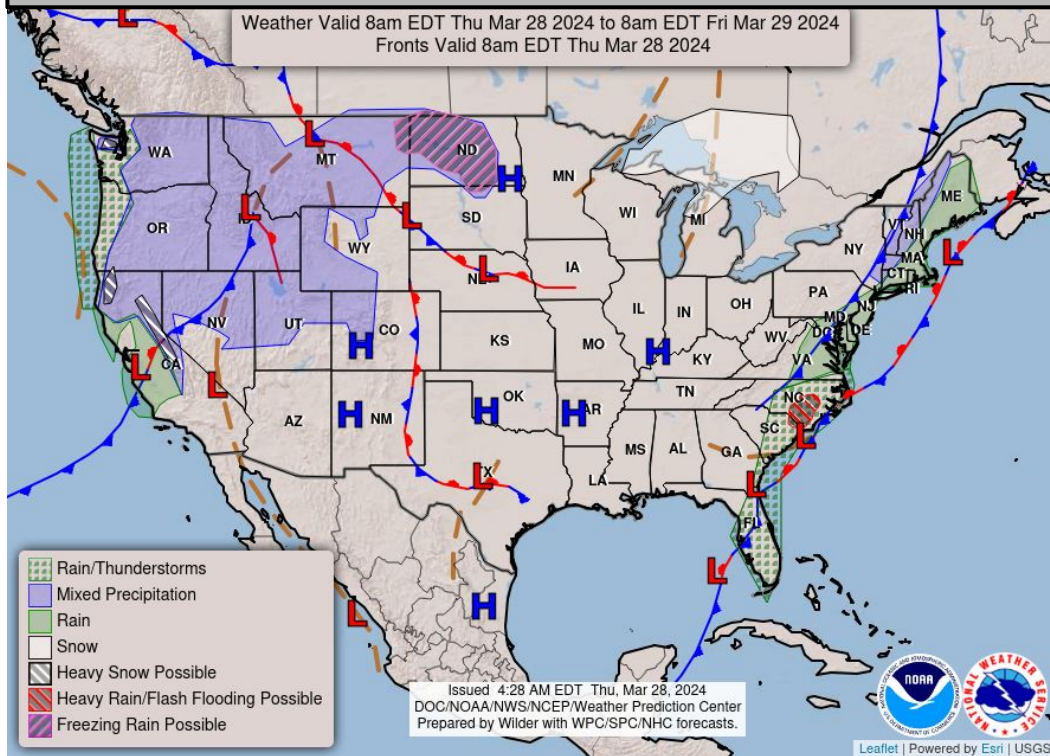 Weather Valid 8am EDT Thu Mar 28 2024 to 8am EDT Fri Mar 29 2024
Fronts Valid 8am EDT Thu Mar 28 2024
L
WA
L
MT
ND
H
MN
ME
OR
L
L
SD
WI
MI
NY
VT
NH
MA
CT
RI
L
WY
L
IA
PA
NJ
NV
UT
CO
IL
IN
OH
MD
DE
DC
WV
VA
H
KS
MO
H
KY
L
CA
L
TN
NC
AZ
H
NM
H
OK
H
AR
SC
L
MS
AL
GA
L
TX
LA
L
FL
L
H
L
Rain/Thunderstorms
Mixed Precipitation
Rain
Snow
Heavy Snow Possible
Heavy Rain/Flash Flooding Possible
Freezing Rain Possible
Issued 4:28 AM EDT Thu, Mar 28, 2024
DOC/NOAA/NWS/NCEP/Weather Prediction Center
Prepared by Wilder with WPC/SPC/NHC forecasts.
NOAA
NATIONAL WEATHER SERVICE
Leaflet | Powered by Esri | USGS